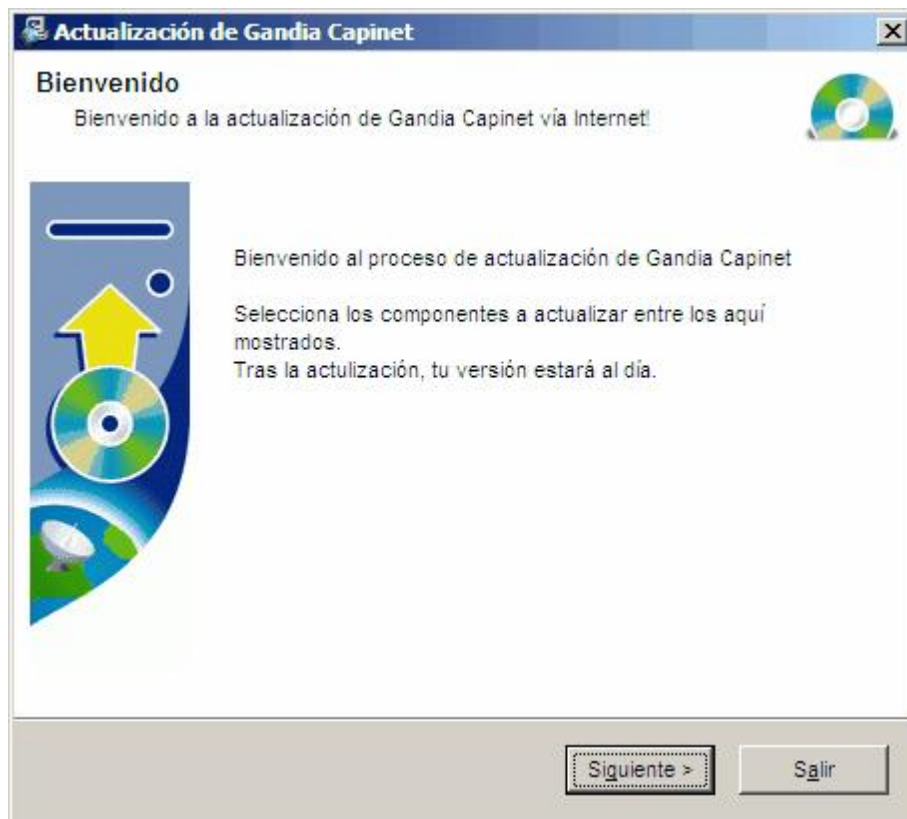 Actualización de Gandia Capinet
Bienvenido
Bienvenido a la actualización de Gandia Capinet vía Internet!
Bienvenido al proceso de actualización de Gandia Capinet
Selecciona los componentes a actualizar entre los aquí
mostrados.
Tras la actulización, tu versión estará al día.
Siguiente >
Salir